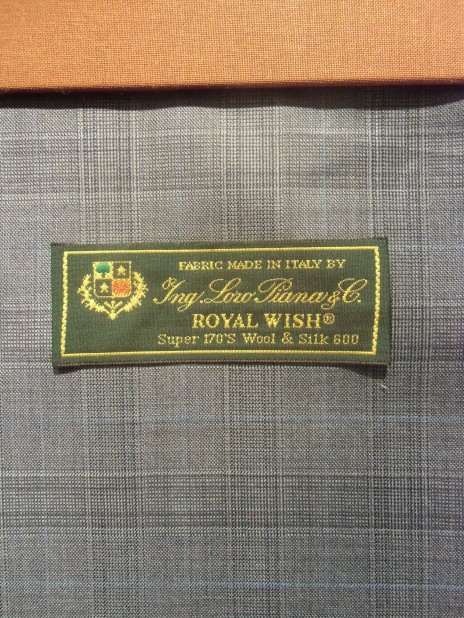 FABRIC MADE IN ITALY BY
Ing. Loro Piana & C.
ROYAL WISH®
Super 170'S Wool & Silk 600